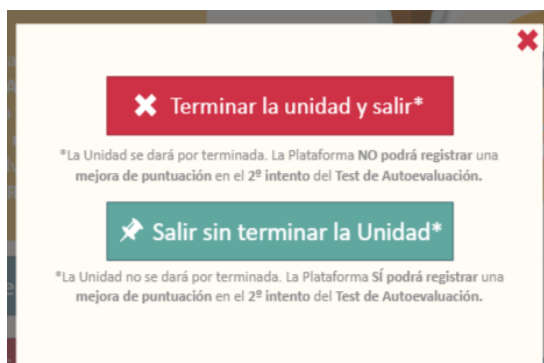 Terminar la unidad y salir*
*La Unidad se dará por terminada. La Plataforma NO podrá registrar una
mejora de puntuación en el 2º intento del Test de Autoevaluación.
Salir sin terminar la Unidad*
*La Unidad no se dará por terminada. La Plataforma SÍ podrá registrar una
mejora de puntuación en el 2º intento del Test de Autoevaluación.